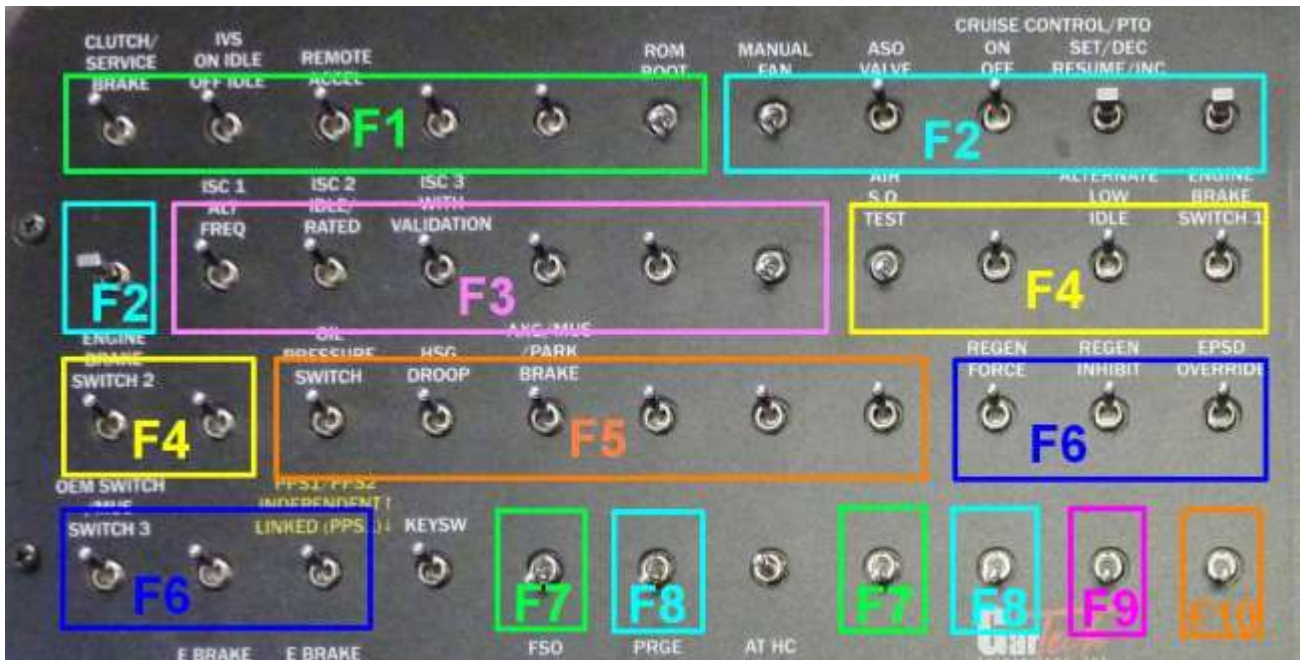 CLUTCH/
SERVICE
BRAKE
IVS
ON IDLE
OFF IDLE
REMOTE
ACCEL
ROM
BOOT
MANUAL
FAN
ASO
VALVE
CRUISE CONTROL/PTO
ON
OFF
SET/DEC
RESUME/INC
F1
F2
ISC 1
FREQ
ISC 2
IDLE/
RATED
ISC 3
WITH
VALIDATION
AIR
S.O.
TEST
ALTERNATE
LOW
IDLE
ENGINE
BRAKE
SWITCH 1
F2
F3
F4
ENGINE
BRAKE
SWITCH 2
OIL
PRESSURE
SWITCH
HSG
DROOP
/PARK
BRAKE
REGEN
FORCE
REGEN
INHIBIT
EPSD
OVERRIDE
F4
F5
F6
OEM SWITCH
/MUS
SWITCH 3
PPS1/PPS2
INDEPENDENT↑
LINKED
KEYSW
F6
F7
F8
F7
F8
F9
F10
E BRAKE
E BRAKE
FSO
PRGE
AT HC